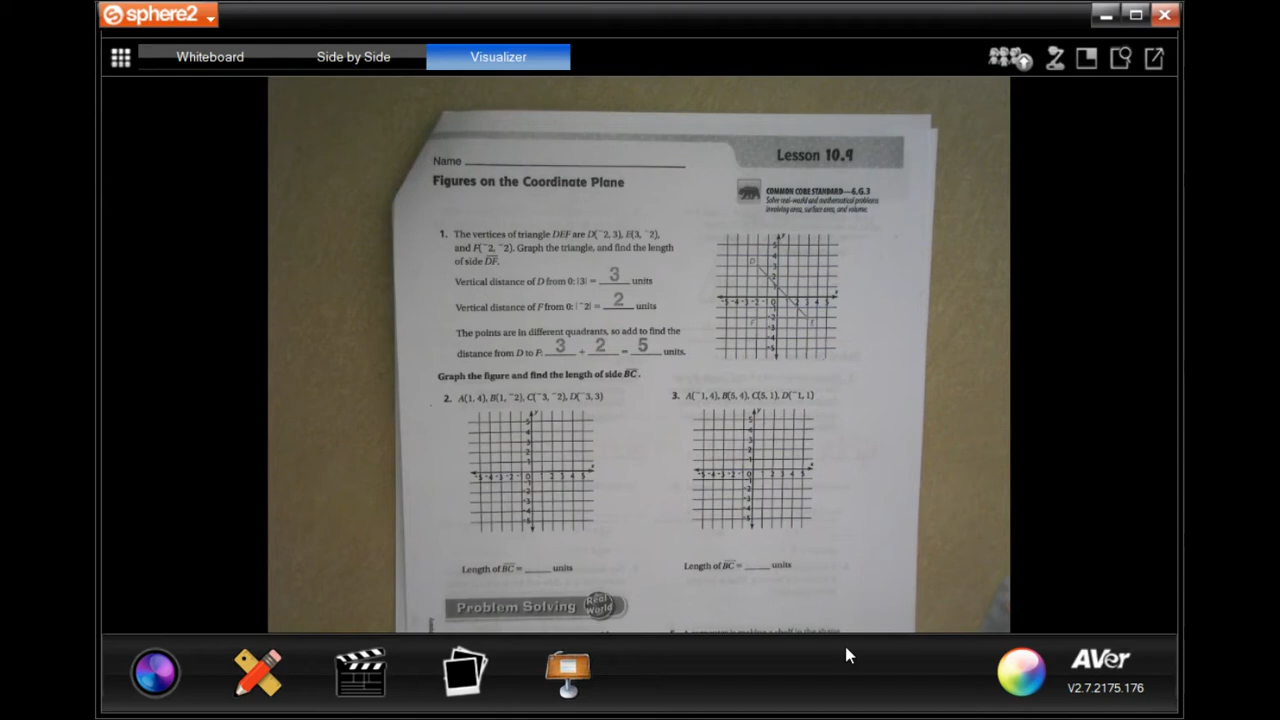 sphere2
Whiteboard
Side by Side
Visualizer
Lesson 10.9
Name
Figures on the Coordinate Plane
COMMON CORE STANDARD—6.G.3
Solve real-world and mathematical problems
involving area, surface area, and volume.
1. The vertices of triangle DEF are D(⁻2, 3), E(3, ⁻2),
and F(⁻2, ⁻2). Graph the triangle, and find the length
of side DF.
Vertical distance of D from 0: |3| = 3 units
Vertical distance of F from 0: |⁻2| = 2 units
The points are in different quadrants, so add to find the
distance from D to F: 3 + 2 = 5 units.
Graph the figure and find the length of side BC.
2. A(1, 4), B(1, ⁻2), C(⁻3, ⁻2), D(⁻3, 3)
3. A(⁻1, 4), B(5, 4), C(5, 1), D(⁻1, 1)
Length of BC = _____ units
Length of BC = _____ units
Problem Solving Real World
AVer
V2.7.2175.176